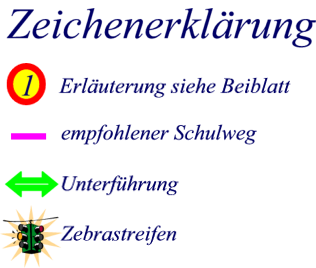 Zeichenerklärung
1 Erläuterung siehe Beiblatt
empfohlener Schulweg
Unterführung
Zebrastreifen